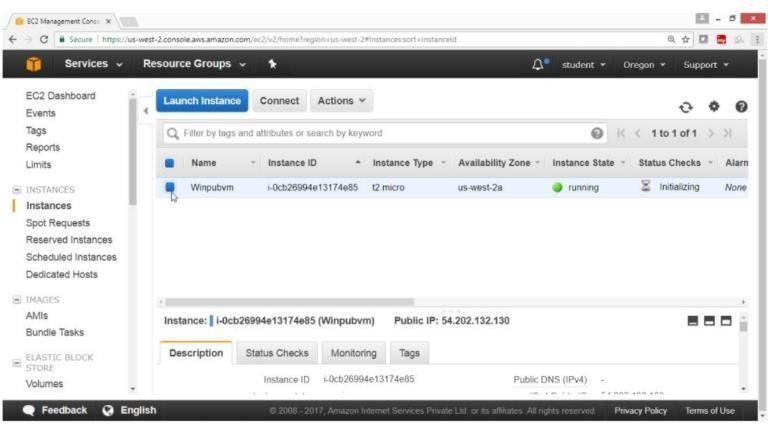 EC2 Management Conso
Secure | https://us-west-2.console.aws.amazon.com/ec2/v2/home?region=us-west-2#Instances:sort=instanceId
Services Resource Groups student Oregon Support
EC2 Dashboard
Events
Tags
Reports
Limits
INSTANCES
Instances
Spot Requests
Reserved Instances
Scheduled Instances
Dedicated Hosts
IMAGES
AMIs
Bundle Tasks
ELASTIC BLOCK
STORE
Volumes
Launch Instance Connect Actions
Filter by tags and attributes or search by keyword 1 to 1 of 1
Name Instance ID Instance Type Availability Zone Instance State Status Checks Alarm
Winpubvm i-0cb26994e13174e85 t2.micro us-west-2a running Initializing None
Instance: i-0cb26994e13174e85 (Winpubvm) Public IP: 54.202.132.130
Description Status Checks Monitoring Tags
Instance ID i-0cb26994e13174e85 Public DNS (IPv4) -
Feedback English © 2008 - 2017, Amazon Internet Services Private Ltd. or its affiliates. All rights reserved. Privacy Policy Terms of Use